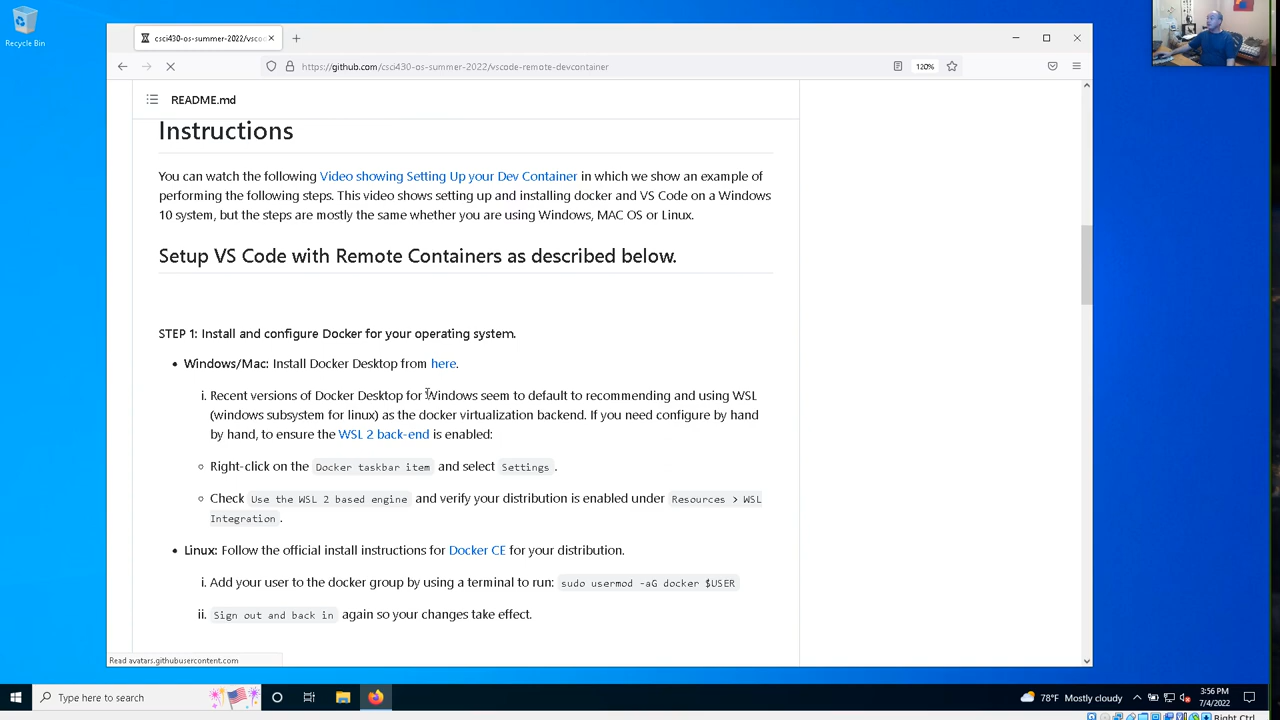 Recycle Bin
csci430-os-summer-2022/vscod
https://github.com/csci430-os-summer-2022/vscode-remote-devcontainer
120%
README.md
Instructions
You can watch the following Video showing Setting Up your Dev Container in which we show an example of
performing the following steps. This video shows setting up and installing docker and VS Code on a Windows
10 system, but the steps are mostly the same whether you are using Windows, MAC OS or Linux.
Setup VS Code with Remote Containers as described below.
STEP 1: Install and configure Docker for your operating system.
• Windows/Mac: Install Docker Desktop from here.
i. Recent versions of Docker Desktop for Windows seem to default to recommending and using WSL
(windows subsystem for linux) as the docker virtualization backend. If you need configure by hand
by hand, to ensure the WSL 2 back-end is enabled:
Right-click on the Docker taskbar item and select Settings .
Check Use the WSL 2 based engine and verify your distribution is enabled under Resources > WSL
Integration .
• Linux: Follow the official install instructions for Docker CE for your distribution.
i. Add your user to the docker group by using a terminal to run: sudo usermod -aG docker $USER
ii. Sign out and back in again so your changes take effect.
Read avatars.githubusercontent.com
Type here to search
78°F Mostly cloudy
3:56 PM
7/4/2022
Right Ctrl